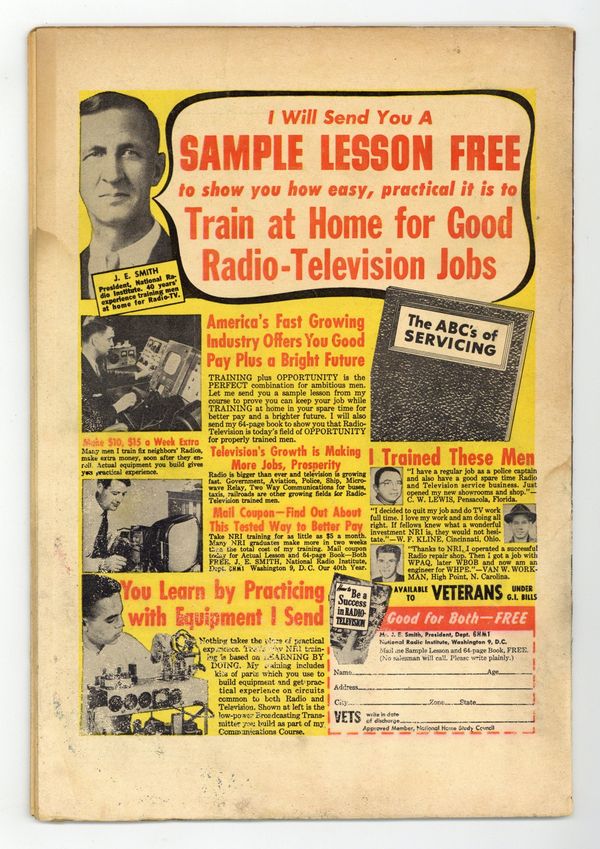 I Will Send You A
SAMPLE LESSON FREE
to show you how easy, practical it is to
Train at Home for Good
Radio-Television Jobs
J. E. SMITH
President, National Ra-
dio Institute. 40 years'
experience training men
at home for Radio-TV.
The ABC's of
SERVICING
America's Fast Growing
Industry Offers You Good
Pay Plus a Bright Future
TRAINING plus OPPORTUNITY is the
PERFECT combination for ambitious men.
Let me send you a sample lesson from my
course to prove you can keep your job while
TRAINING at home in your spare time for
better pay and a brighter future. I will also
send my 64-page book to show you that Radio-
Television is today's field of OPPORTUNITY
for properly trained men.
Make $10, $15 a Week Extra
Many men I train fix neighbors' Radios,
make extra money, soon after they en-
roll. Actual equipment you build gives
you practical experience.
Television's Growth is Making
More Jobs, Prosperity
Radio is bigger than ever and television is growing
fast. Government, Aviation, Police, Ship, Micro-
wave Relay, Two Way Communications for buses,
taxis, railroads are other growing fields for Radio-
Television trained men.
Mail Coupon—Find Out About
This Tested Way to Better Pay
Take NRI training for as little as $5 a month.
Many NRI graduates make more in two weeks
than the total cost of my training. Mail coupon
today for Actual Lesson and 64-page Book—Both
FREE. J. E. SMITH, National Radio Institute,
Dept. 6HM1 Washington 9, D. C. Our 40th Year.
I Trained These Men
"I have a regular job as a police captain
and also have a good spare time Radio
and Television service business. Just
opened my new showrooms and shop."—
C. W. LEWIS, Pensacola, Florida.
"I decided to quit my job and do TV work
full time. I love my work and am doing all
right. If fellows knew what a wonderful
investment NRI is, they would not hesi-
tate."—W. F. KLINE, Cincinnati, Ohio.
"Thanks to NRI, I operated a successful
Radio repair shop. Then I got a job with
WPAQ, later WBOB and now am an
engineer for WHPE."—VAN W. WORK-
MAN, High Point, N. Carolina.
You Learn by Practicing
with Equipment I Send
Nothing takes the place of practical
experience. That's why NRI train-
ing is based on LEARNING BY
DOING. My training includes
kits of parts which you use to
build equipment and get prac-
tical experience on circuits
common to both Radio and
Television. Shown at left is the
low-power Broadcasting Trans-
mitter you build as part of my
Communications Course.
How to Be a
Success
in RADIO-
TELEVISION
AVAILABLE TO VETERANS UNDER G.I. BILLS
Good for Both—FREE
Mr. J. E. Smith, President, Dept. 6HM1
National Radio Institute, Washington 9, D.C.
Mail me Sample Lesson and 64-page Book, FREE.
(No salesman will call. Please write plainly.)
Name Age
Address
City Zone State
VETS write in date
of discharge
Approved Member, National Home Study Council